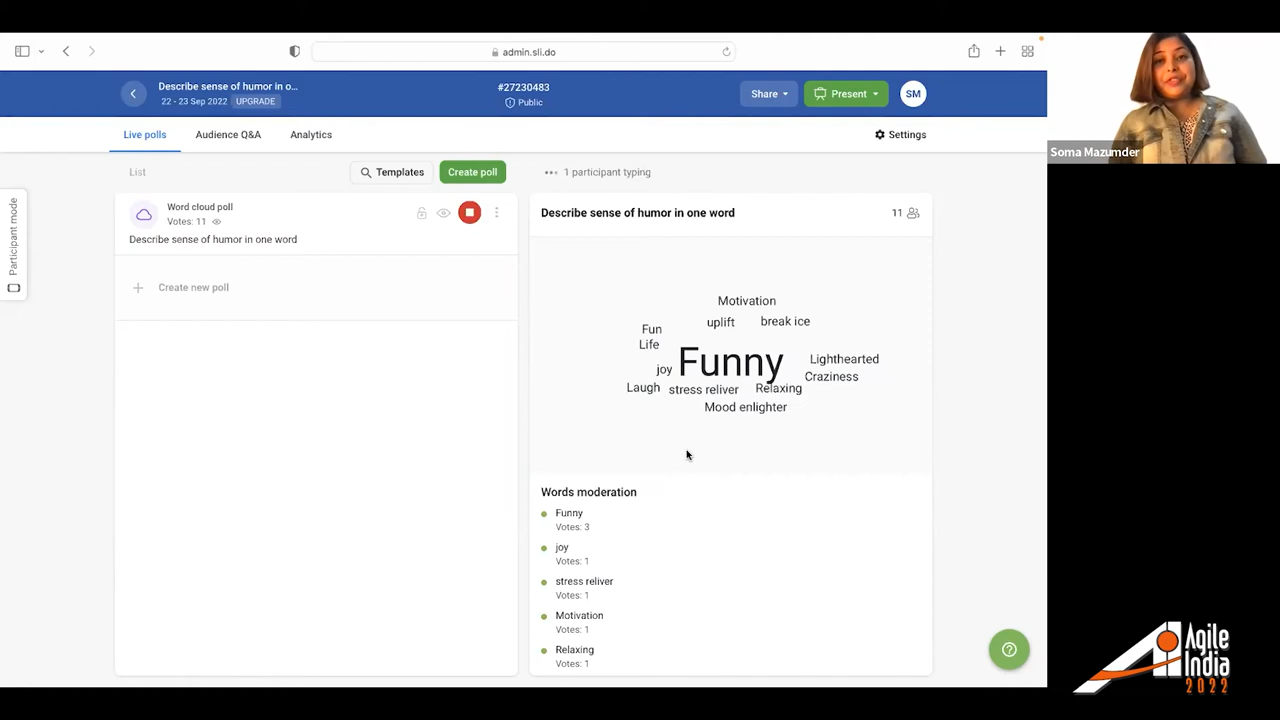 admin.sli.do
Describe sense of humor in o...
22 - 23 Sep 2022 UPGRADE
#27230483
Public
Share
Present
SM
Soma Mazumder
Live polls
Audience Q&A
Analytics
Settings
List
Templates
Create poll
1 participant typing
Participant mode
Word cloud poll
Votes: 11
Describe sense of humor in one word
Create new poll
Describe sense of humor in one word
11
Motivation
uplift
break ice
Fun
Life
joy
Funny
Lighthearted
Craziness
Laugh
stress reliver
Relaxing
Mood enlighter
Words moderation
Funny
Votes: 3
joy
Votes: 1
stress reliver
Votes: 1
Motivation
Votes: 1
Relaxing
Votes: 1
Agile
India
2022